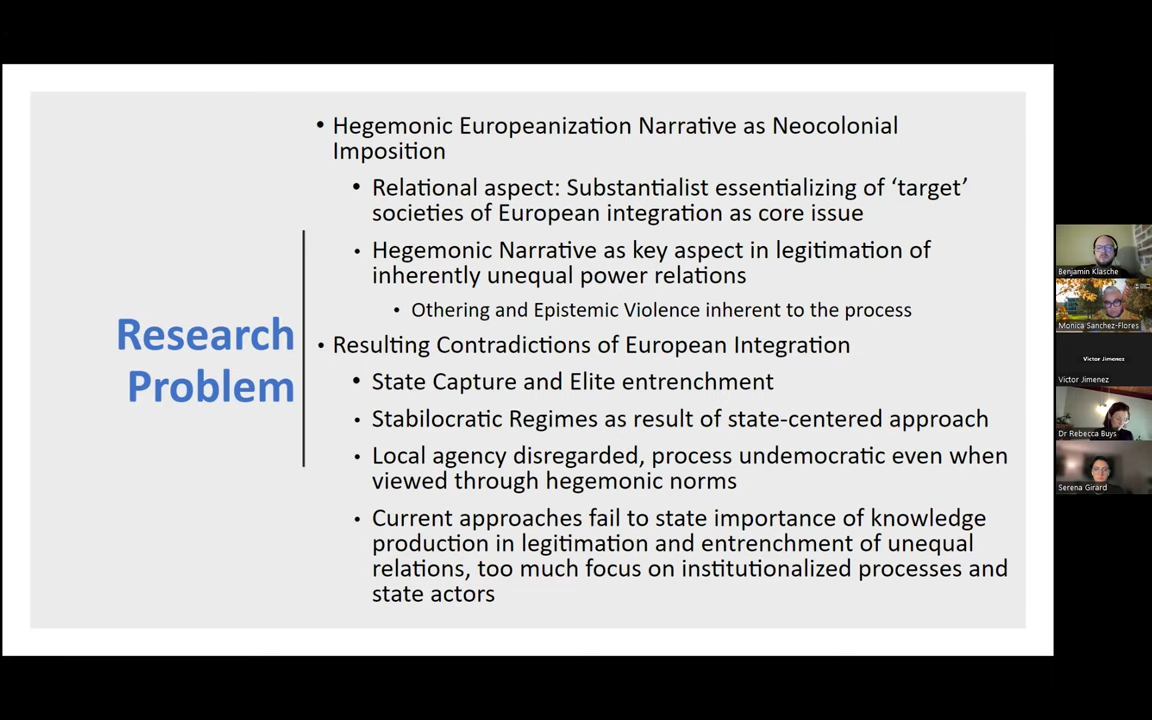 Research
Problem
• Hegemonic Europeanization Narrative as Neocolonial
Imposition
• Relational aspect: Substantialist essentializing of ‘target’
societies of European integration as core issue
• Hegemonic Narrative as key aspect in legitimation of
inherently unequal power relations
• Othering and Epistemic Violence inherent to the process
• Resulting Contradictions of European Integration
• State Capture and Elite entrenchment
• Stabilocratic Regimes as result of state-centered approach
• Local agency disregarded, process undemocratic even when
viewed through hegemonic norms
• Current approaches fail to state importance of knowledge
production in legitimation and entrenchment of unequal
relations, too much focus on institutionalized processes and
state actors
Benjamin Klasche
Monica Sanchez-Flores
Victor Jimenez
Victor Jimenez
Dr Rebecca Buys
Serena Girard